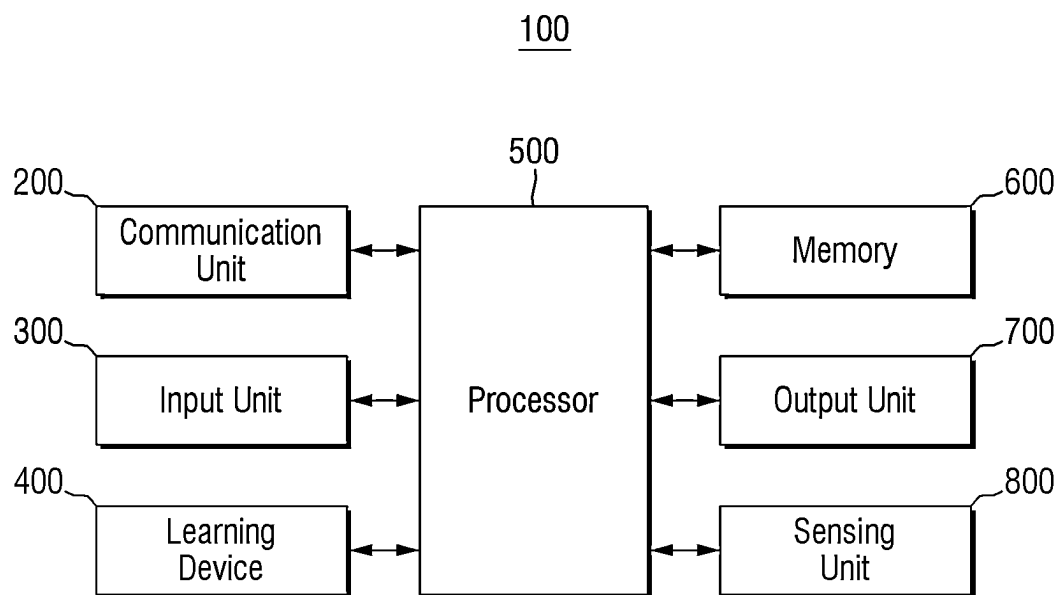 100
500
200
Communication
Unit
600
Memory
300
Input Unit
Processor
700
Output Unit
400
Learning
Device
800
Sensing
Unit